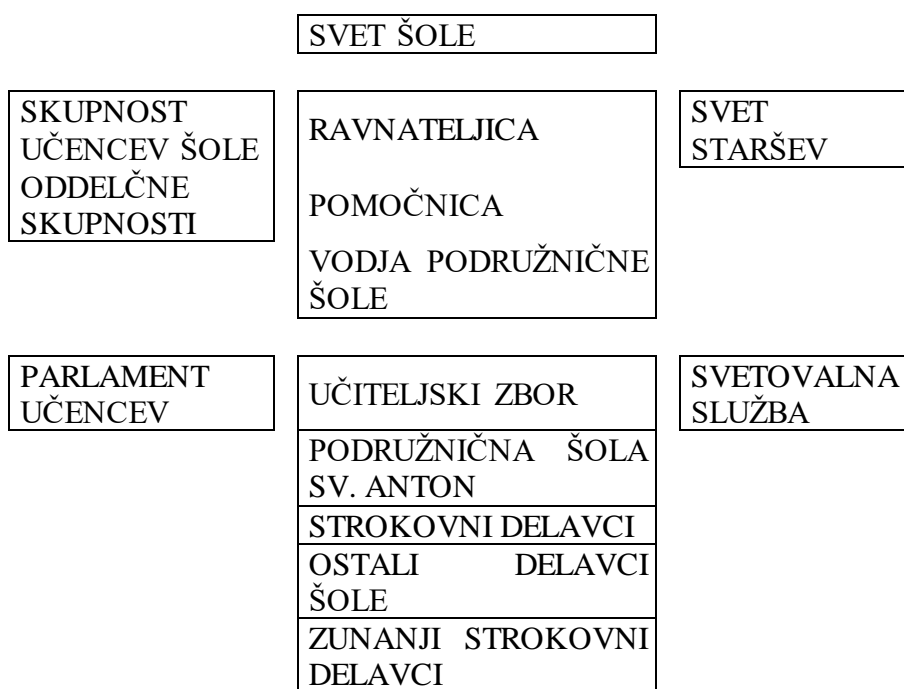 SVET ŠOLE
SKUPNOST
UČENCEV ŠOLE
ODDELČNE
SKUPNOSTI
RAVNATELJICA
POMOČNICA
VODJA PODRUŽNIČNE
ŠOLE
SVET
STARŠEV
PARLAMENT
UČENCEV
UČITELJSKI ZBOR
PODRUŽNIČNA ŠOLA
SV. ANTON
STROKOVNI DELAVCI
OSTALI DELAVCI
ŠOLE
ZUNANJI STROKOVNI
DELAVCI
SVETOVALNA
SLUŽBA